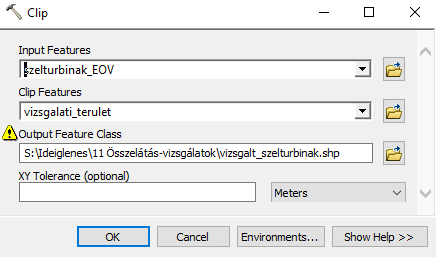 Clip
Input Features
szelturbinak_EOV
Clip Features
vizsgalati_terulet
Output Feature Class
S:\Ideiglenes\11 Összelátás-vizsgálatok\vizsgalt_szelturbinak.shp
XY Tolerance (optional)
Meters
OK Cancel Environments... Show Help >>